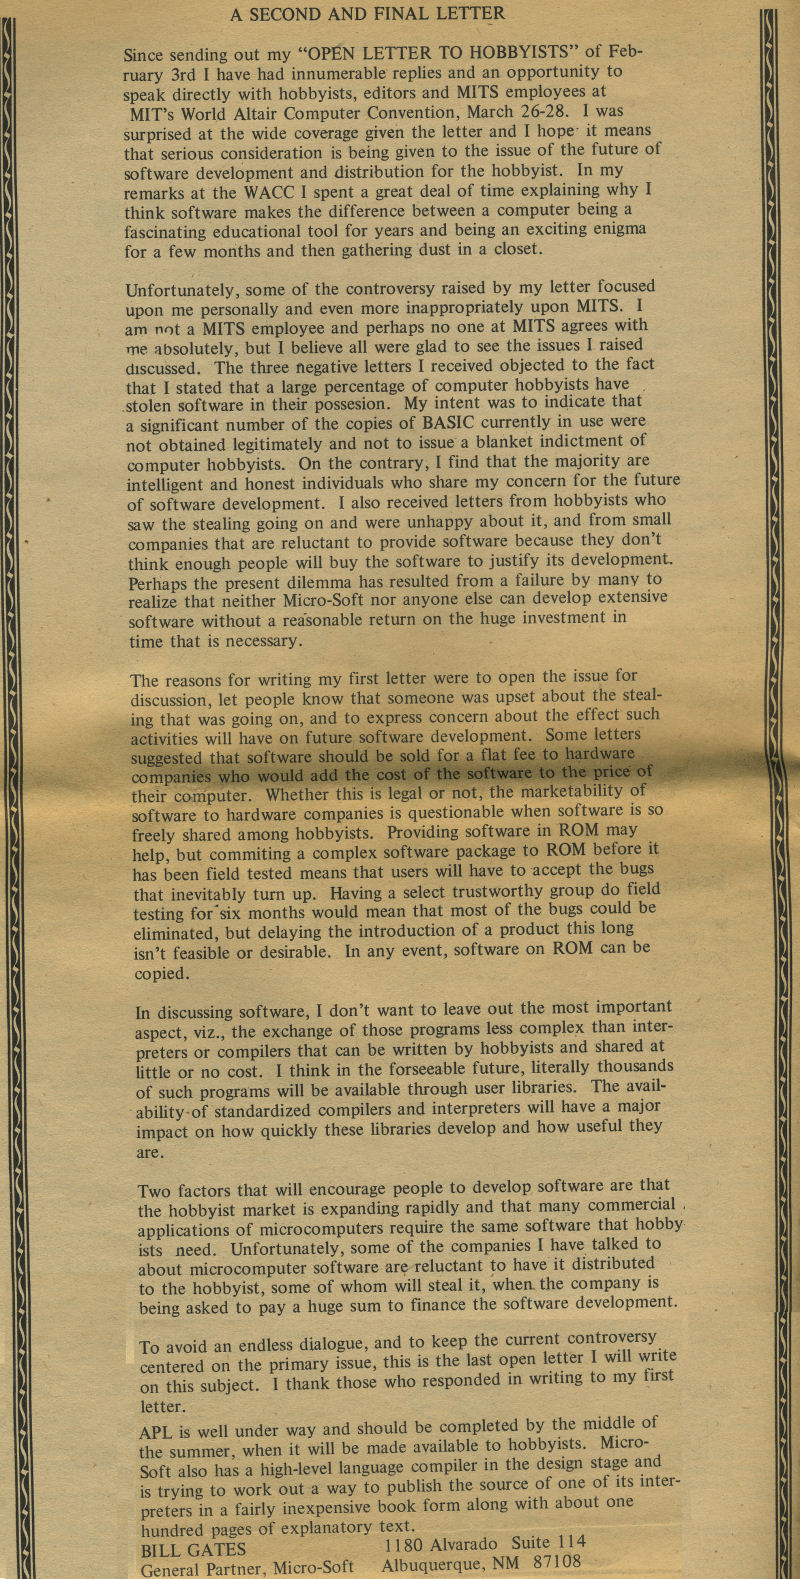 A SECOND AND FINAL LETTER
Since sending out my “OPEN LETTER TO HOBBYISTS” of Feb-
ruary 3rd I have had innumerable replies and an opportunity to
speak directly with hobbyists, editors and MITS employees at
MIT's World Altair Computer Convention, March 26-28. I was
surprised at the wide coverage given the letter and I hope it means
that serious consideration is being given to the issue of the future of
software development and distribution for the hobbyist. In my
remarks at the WACC I spent a great deal of time explaining why I
think software makes the difference between a computer being a
fascinating educational tool for years and being an exciting enigma
for a few months and then gathering dust in a closet.
Unfortunately, some of the controversy raised by my letter focused
upon me personally and even more inappropriately upon MITS. I
am not a MITS employee and perhaps no one at MITS agrees with
me absolutely, but I believe all were glad to see the issues I raised
discussed. The three negative letters I received objected to the fact
that I stated that a large percentage of computer hobbyists have
stolen software in their possesion. My intent was to indicate that
a significant number of the copies of BASIC currently in use were
not obtained legitimately and not to issue a blanket indictment of
computer hobbyists. On the contrary, I find that the majority are
intelligent and honest individuals who share my concern for the future
of software development. I also received letters from hobbyists who
saw the stealing going on and were unhappy about it, and from small
companies that are reluctant to provide software because they don't
think enough people will buy the software to justify its development.
Perhaps the present dilemma has resulted from a failure by many to
realize that neither Micro-Soft nor anyone else can develop extensive
software without a reasonable return on the huge investment in
time that is necessary.
The reasons for writing my first letter were to open the issue for
discussion, let people know that someone was upset about the steal-
ing that was going on, and to express concern about the effect such
activities will have on future software development. Some letters
suggested that software should be sold for a flat fee to hardware
companies who would add the cost of the software to the price of
their computer. Whether this is legal or not, the marketability of
software to hardware companies is questionable when software is so
freely shared among hobbyists. Providing software in ROM may
help, but commiting a complex software package to ROM before it
has been field tested means that users will have to accept the bugs
that inevitably turn up. Having a select trustworthy group do field
testing for six months would mean that most of the bugs could be
eliminated, but delaying the introduction of a product this long
isn't feasible or desirable. In any event, software on ROM can be
copied.
In discussing software, I don't want to leave out the most important
aspect, viz., the exchange of those programs less complex than inter-
preters or compilers that can be written by hobbyists and shared at
little or no cost. I think in the forseeable future, literally thousands
of such programs will be available through user libraries. The avail-
ability of standardized compilers and interpreters will have a major
impact on how quickly these libraries develop and how useful they
are.
Two factors that will encourage people to develop software are that
the hobbyist market is expanding rapidly and that many commercial
applications of microcomputers require the same software that hobby
ists need. Unfortunately, some of the companies I have talked to
about microcomputer software are reluctant to have it distributed
to the hobbyist, some of whom will steal it, when the company is
being asked to pay a huge sum to finance the software development.
To avoid an endless dialogue, and to keep the current controversy
centered on the primary issue, this is the last open letter I will write
on this subject. I thank those who responded in writing to my first
letter.
APL is well under way and should be completed by the middle of
the summer, when it will be made available to hobbyists. Micro-
Soft also has a high-level language compiler in the design stage and
is trying to work out a way to publish the source of one of its inter-
preters in a fairly inexpensive book form along with about one
hundred pages of explanatory text.
BILL GATES 1180 Alvarado Suite 114
General Partner, Micro-Soft Albuquerque, NM 87108